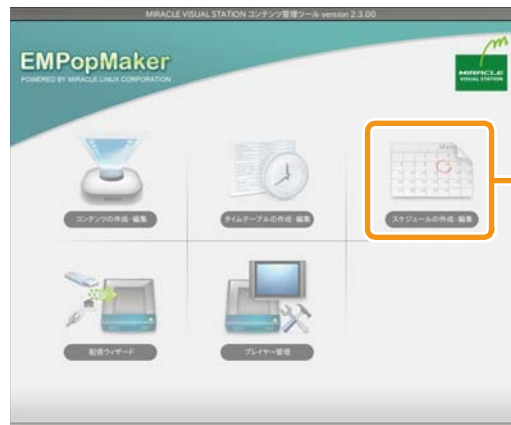 MIRACLE VISUAL STATION コンテンツ管理ツール version 2.3.00
EMPopMaker
POWERED BY MIRACLE LINUX CORPORATION
MIRACLE
VISUAL STATION
コンテンツの作成・編集
タイムテーブルの作成・編集
スケジュールの作成・編集
配信ウィザード
プレイヤー管理